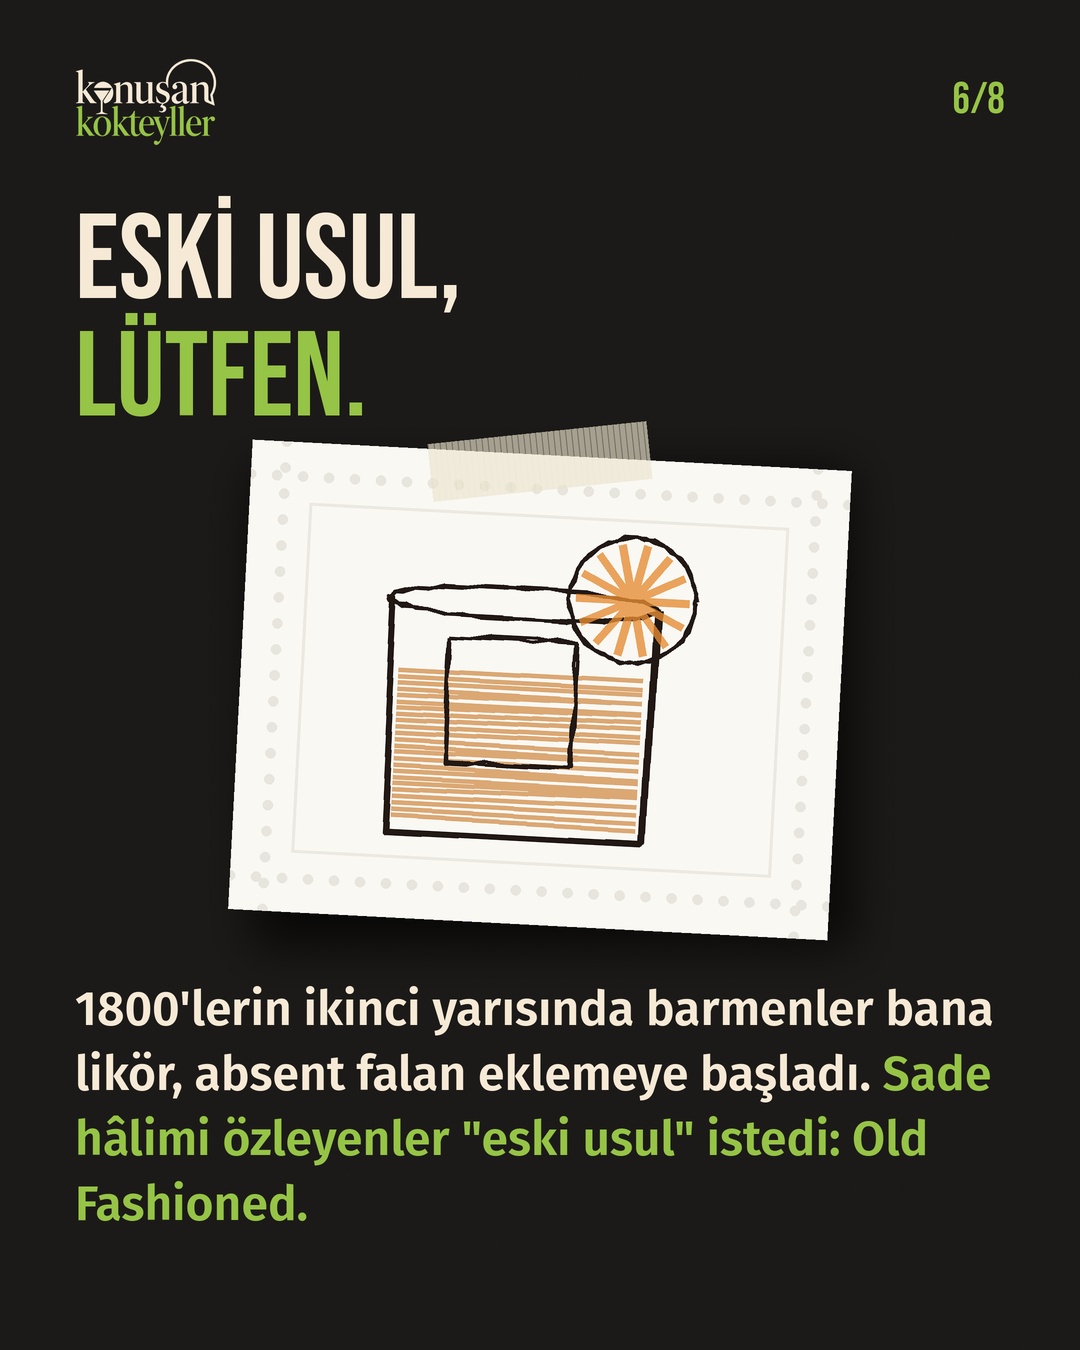 konuşan
kokteyller
6/8
ESKİ USUL,
LÜTFEN.
1800'lerin ikinci yarısında barmenler bana
likör, absent falan eklemeye başladı. Sade
hâlimi özleyenler "eski usul" istedi: Old
Fashioned.